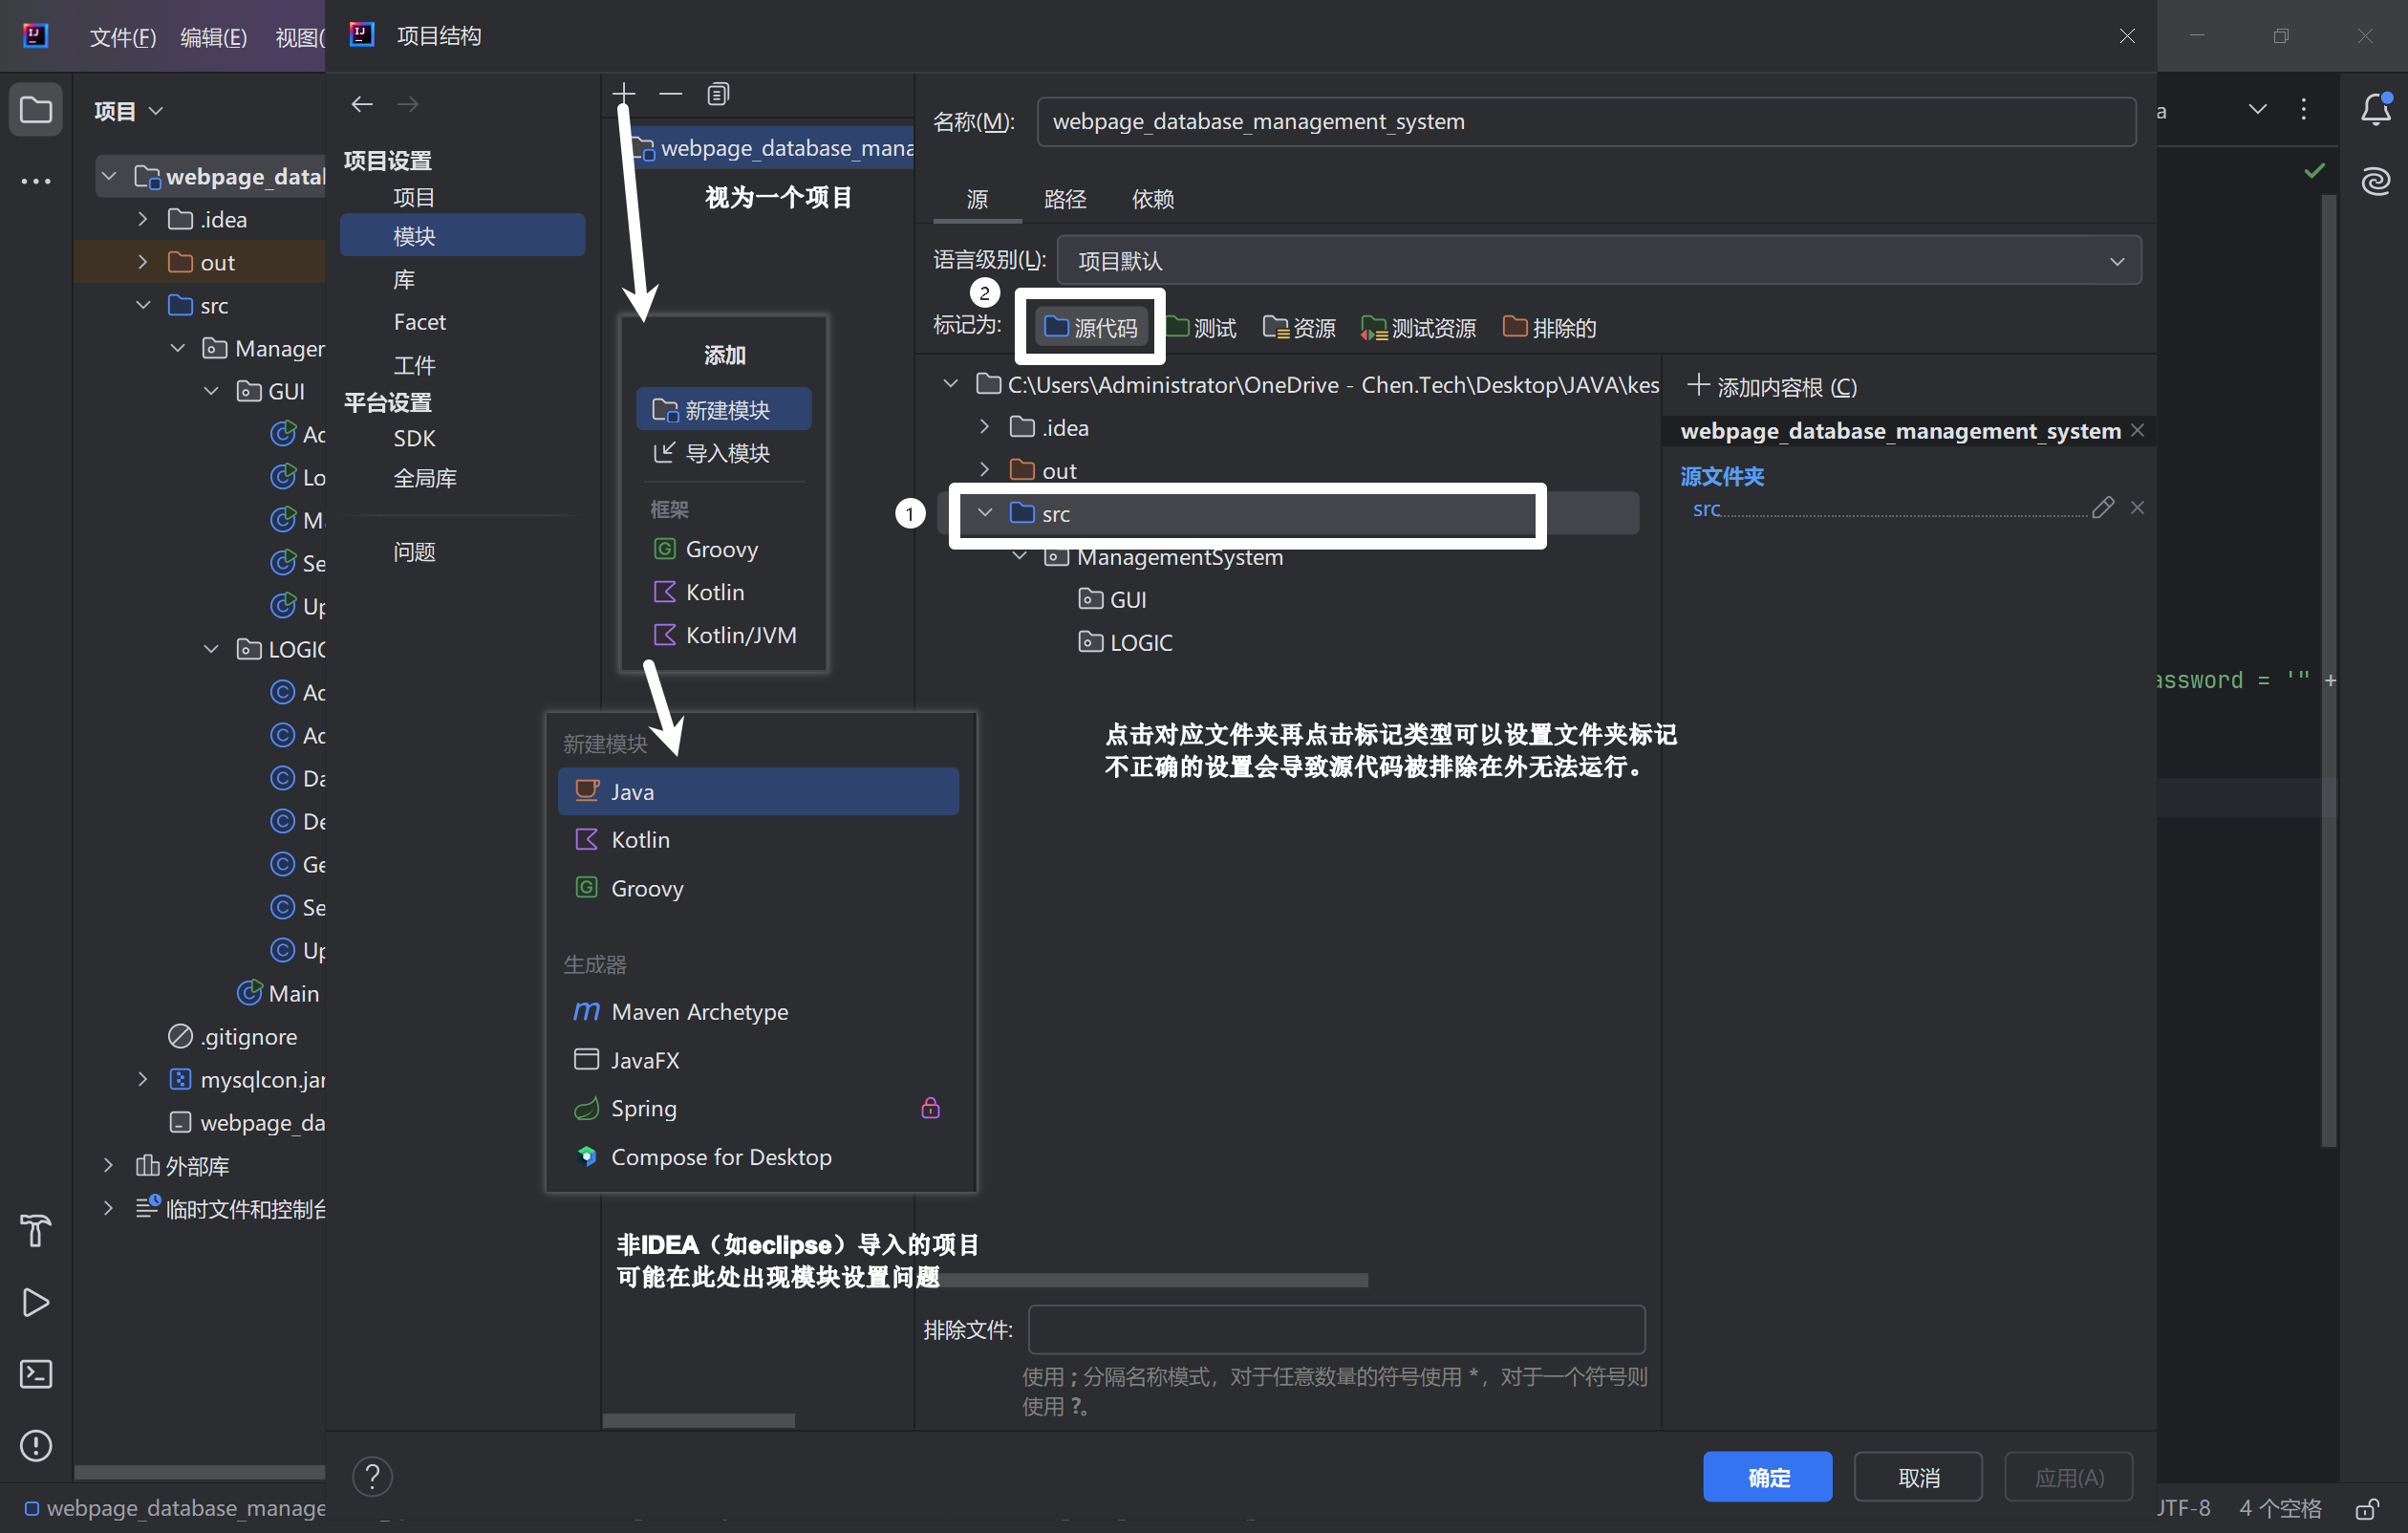 文件(F) 编辑(E) 视图(
项目
webpage_datal
.idea
out
src
Manager
GUI
Ac
Lo
Ma
Se
Up
LOGIC
Ac
Ac
Da
De
Ge
Se
Up
Main
.gitignore
mysqlcon.jar
webpage_da
外部库
临时文件和控制台
webpage_database_manage
项目结构
项目设置
项目
模块
库
Facet
工件
平台设置
SDK
全局库
问题
webpage_database_mana
视为一个项目
添加
新建模块
导入模块
框架
Groovy
Kotlin
Kotlin/JVM
新建模块
Java
Kotlin
Groovy
生成器
Maven Archetype
JavaFX
Spring
Compose for Desktop
非IDEA（如eclipse）导入的项目
可能在此处出现模块设置问题
名称(M): webpage_database_management_system
源 路径 依赖
语言级别(L): 项目默认
2
标记为: 源代码 测试 资源 测试资源 排除的
C:\Users\Administrator\OneDrive - Chen.Tech\Desktop\JAVA\kes
.idea
out
1
src
ManagementSystem
GUI
LOGIC
点击对应文件夹再点击标记类型可以设置文件夹标记
不正确的设置会导致源代码被排除在外无法运行。
添加内容根 (C)
webpage_database_management_system
源文件夹
src
排除文件:
使用 ; 分隔名称模式，对于任意数量的符号使用 *，对于一个符号则
使用 ?。
?
确定 取消 应用(A)
a
assword = '" +
UTF-8 4 个空格